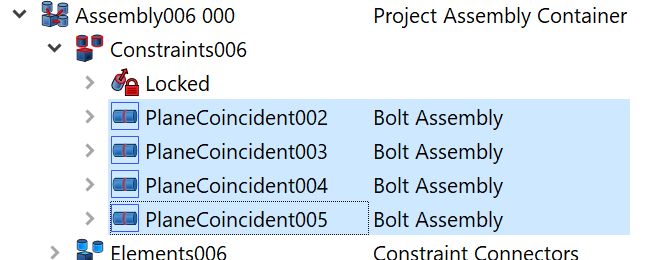 Assembly006 000 Project Assembly Container
Constraints006
Locked
PlaneCoincident002 Bolt Assembly
PlaneCoincident003 Bolt Assembly
PlaneCoincident004 Bolt Assembly
PlaneCoincident005 Bolt Assembly
Elements006 Constraint Connectors